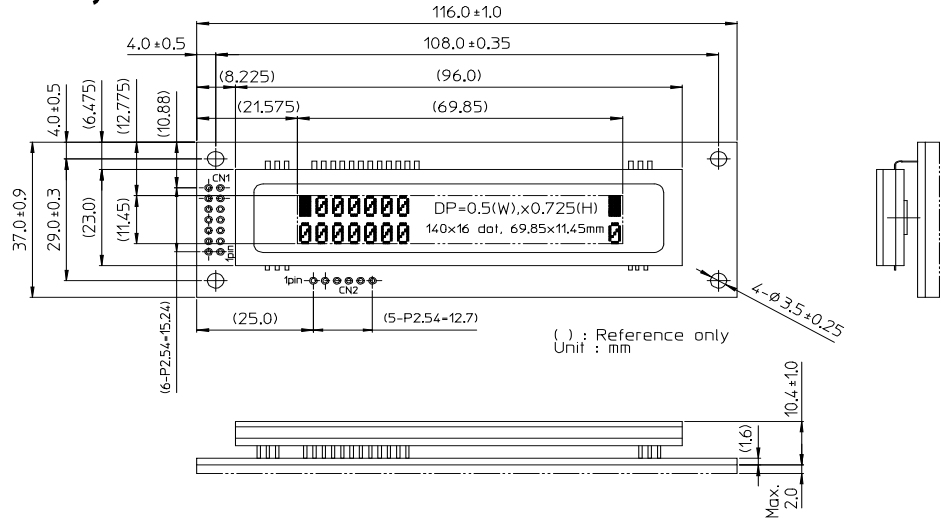 116.0±1.0
4.0±0.5
108.0±0.35
(8.225)
(96.0)
(21.575)
(69.85)
4.0±0.5
(6.475)
(12.775)
(10.88)
37.0±0.9
29.0±0.3
(23.0)
(11.45)
CN1
1pin
DP=0.5(W),x0.725(H)
140x16 dot, 69.85x11.45mm
1pin
CN2
(25.0)
(5-P2.54=12.7)
(6-P2.54=15.24)
4-Φ3.5±0.25
( ) : Reference only
Unit : mm
10.4±1.0
(1.6)
Max.
2.0